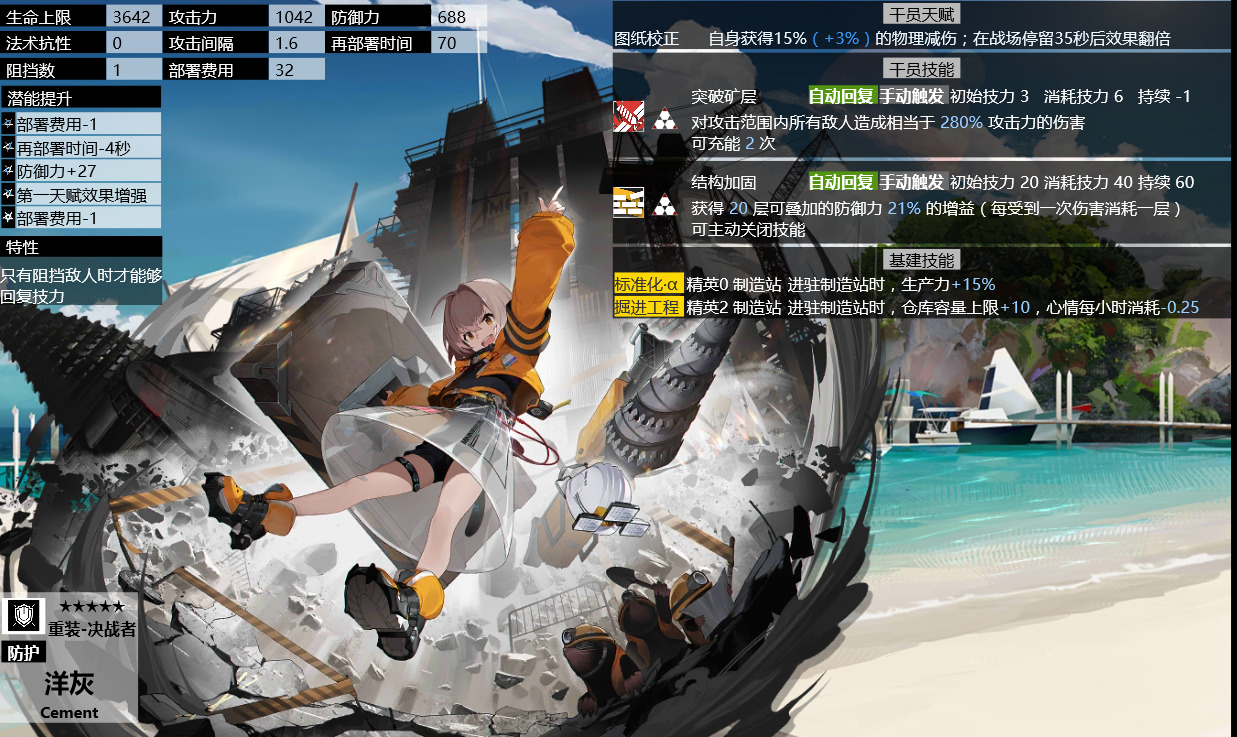 生命上限 3642 攻击力 1042 防御力 688
法术抗性 0 攻击间隔 1.6 再部署时间 70
阻挡数 1 部署费用 32
潜能提升
部署费用-1
再部署时间-4秒
防御力+27
第一天赋效果增强
部署费用-1
特性
只有阻挡敌人时才能够
回复技力
干员天赋
图纸校正 自身获得15%（+3%）的物理减伤；在战场停留35秒后效果翻倍
干员技能
突破矿层 自动回复 手动触发 初始技力 3 消耗技力 6 持续 -1
对攻击范围内所有敌人造成相当于 280% 攻击力的伤害
可充能 2 次
结构加固 自动回复 手动触发 初始技力 20 消耗技力 40 持续 60
获得 20 层可叠加的防御力 21% 的增益（每受到一次伤害消耗一层）
可主动关闭技能
基建技能
标准化·α 精英0 制造站 进驻制造站时，生产力+15%
掘进工程 精英2 制造站 进驻制造站时，仓库容量上限+10，心情每小时消耗-0.25
★★★★★
重装-决战者
防护
洋灰
Cement